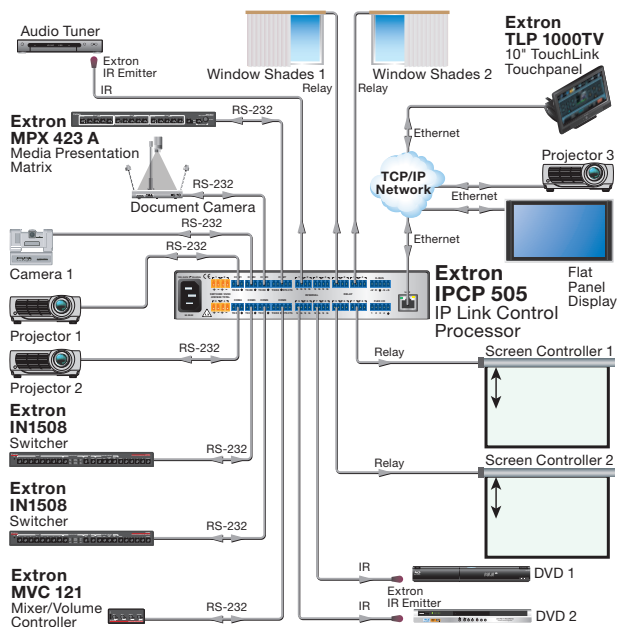 Audio Tuner
Extron
IR Emitter
IR
Window Shades 1
Relay
Window Shades 2
Relay
Extron
TLP 1000TV
10" TouchLink
Touchpanel
Extron
MPX 423 A
Media Presentation
Matrix
RS-232
Ethernet
TCP/IP
Network
Projector 3
Ethernet
RS-232
Document Camera
RS-232
Camera 1
RS-232
Ethernet
Flat
Panel
Display
Extron
IPCP 505
IP Link Control
Processor
Projector 1
RS-232
Projector 2
Relay
Screen Controller 1
Extron
IN1508
Switcher
RS-232
Relay
Screen Controller 2
Extron
IN1508
Switcher
RS-232
IR
Extron
IR Emitter
DVD 1
Extron
MVC 121
Mixer/Volume
Controller
RS-232
IR
DVD 2